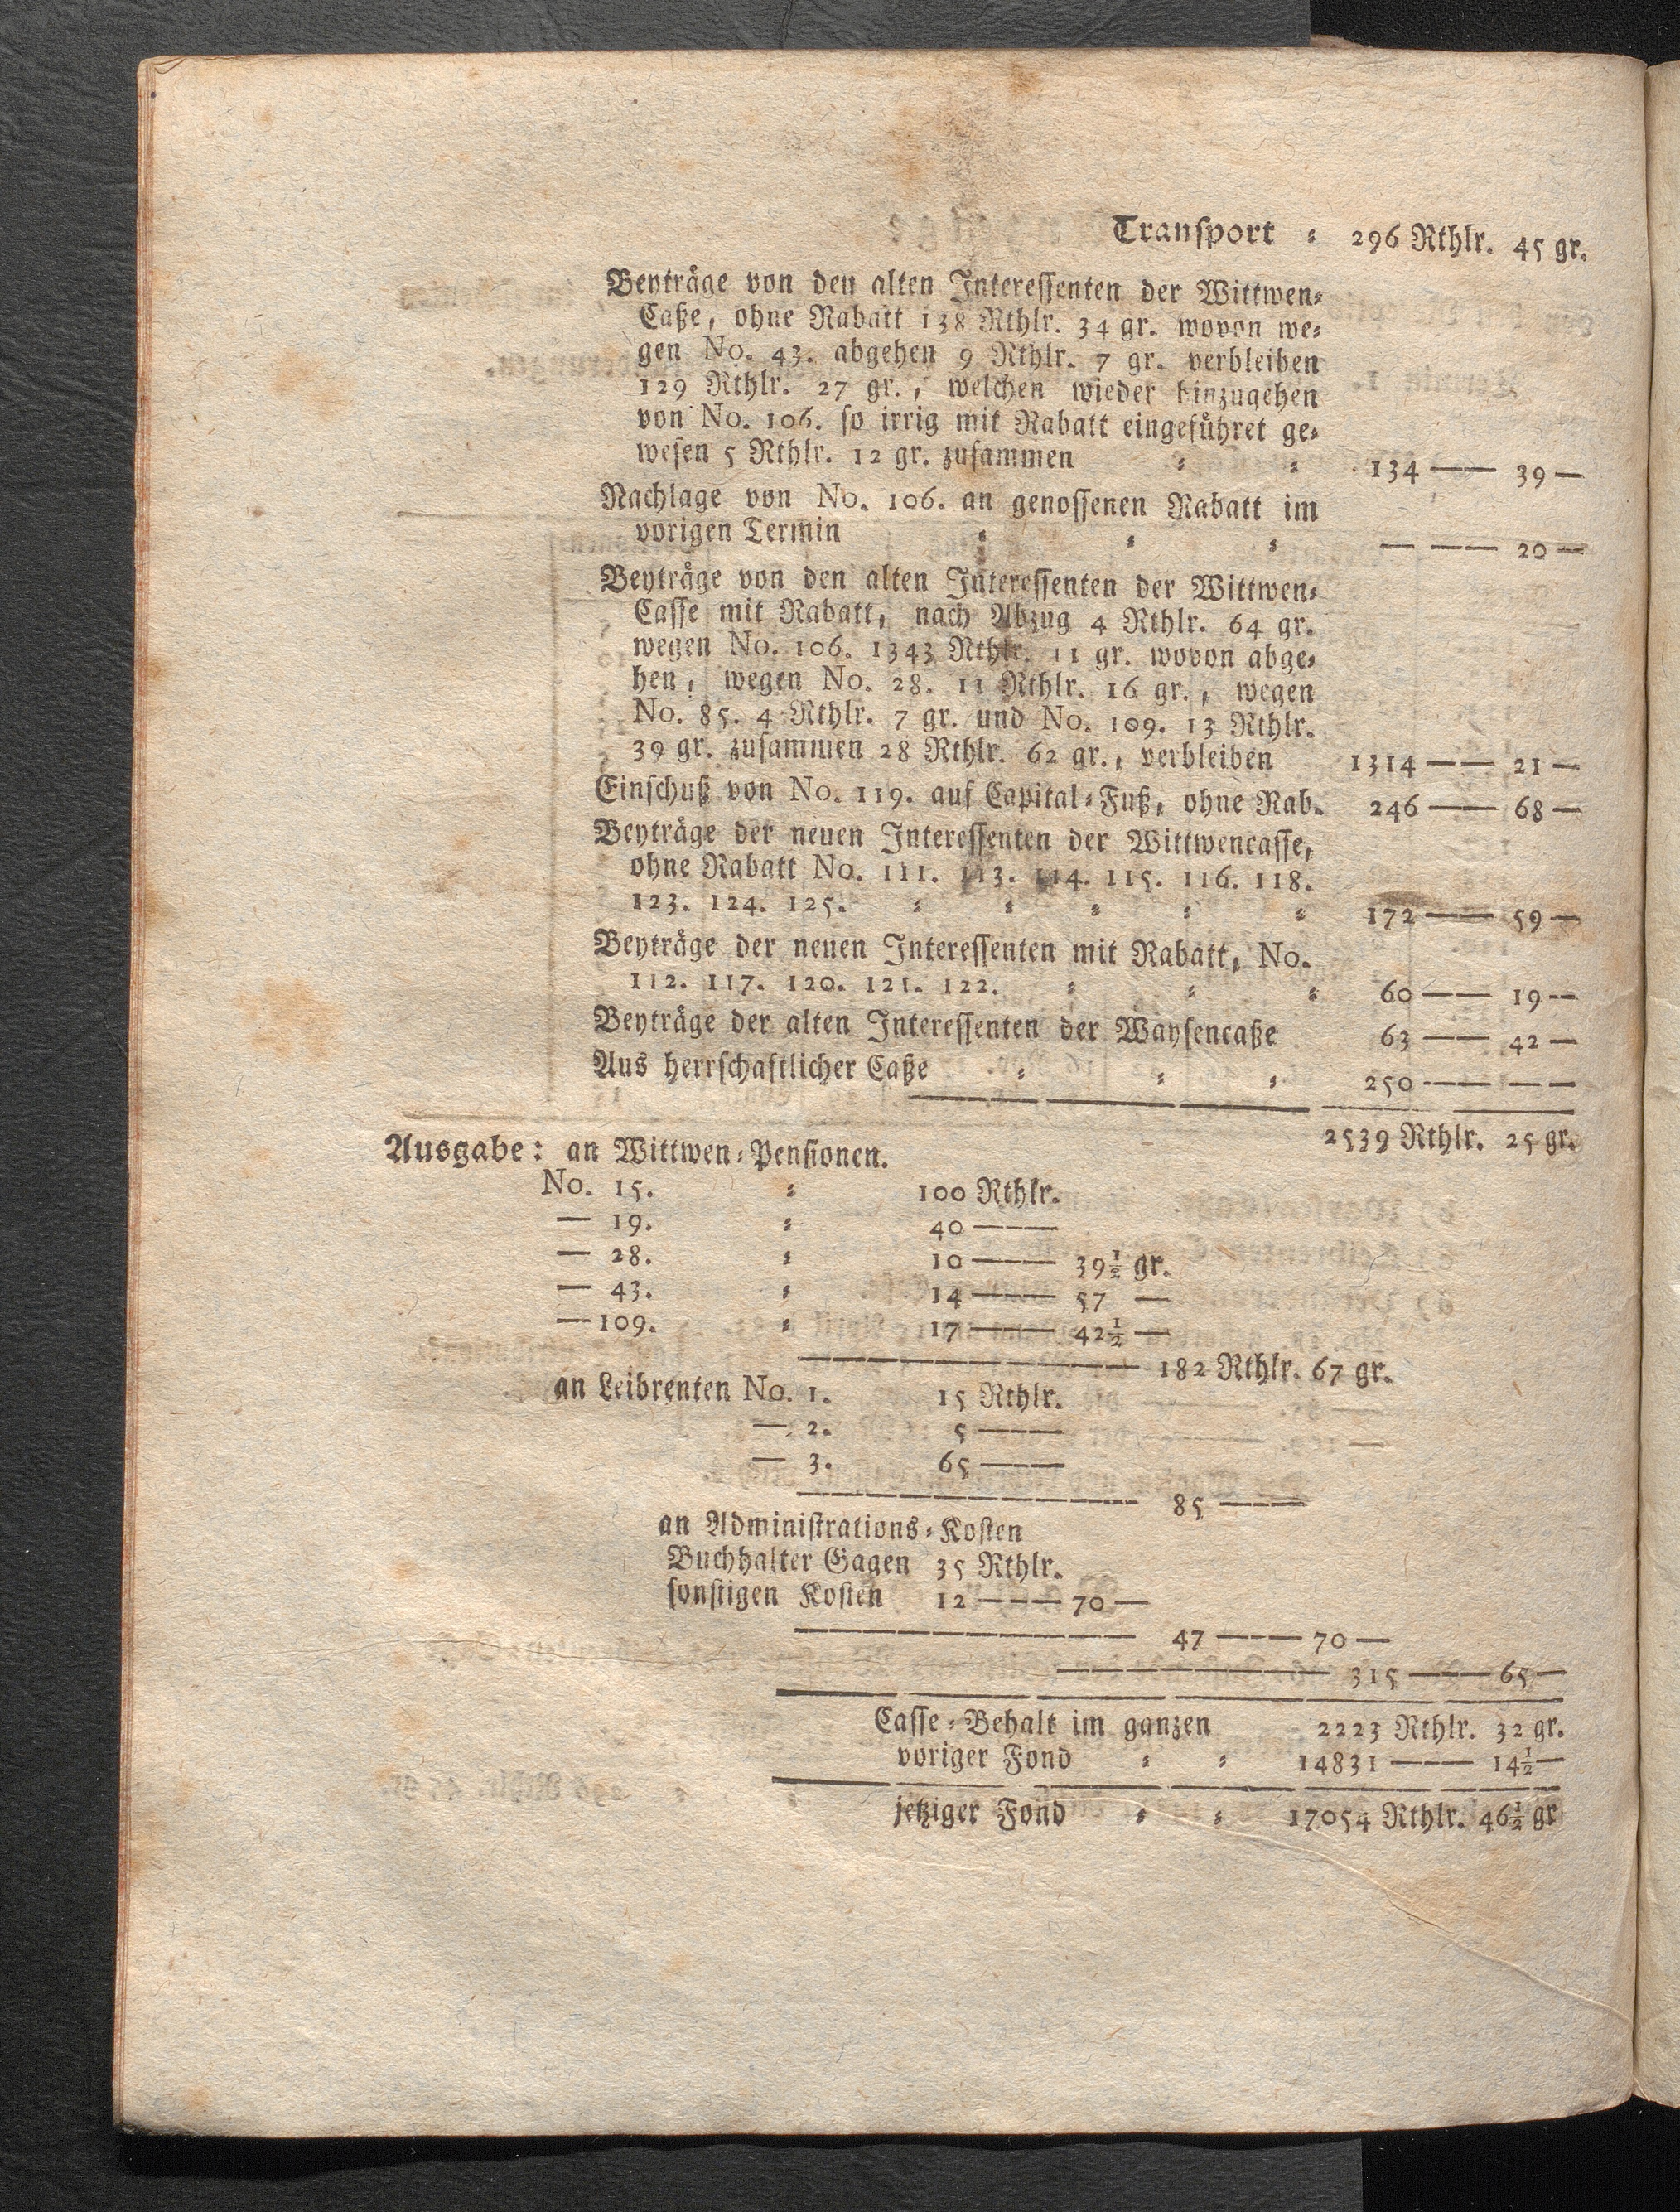 Transport ⸗ 296 Rthlr. 45 gr.
Beyträge von den alten Interessenten der Wittwen⸗
Caße, ohne Rabatt 138 Rthlr. 34 gr. wovon we⸗
gen No. 43. abgehen 9 Rthlr. 7 gr. verbleiben
129 Rthlr. 27 gr., welchen wieder hinzugehen
von No. 106. so irrig mit Rabatt eingeführet ge⸗
wesen 5 Rthlr. 12 gr. zusammen ⸗ ⸗ 134 —— 39 —
Nachlage von No. 106. an genossenen Rabatt im
vorigen Termin ⸗ ⸗ ⸗ — —— 20 —
Beyträge von den alten Interessenten der Wittwen⸗
Casse mit Rabatt, nach Abzug 4 Rthlr. 64 gr.
wegen No. 106. 1343 Rthlr. 11 gr. wovon abge⸗
hen, wegen No. 28. 11 Rthlr. 16 gr., wegen
No. 85. 4 Rthlr. 7 gr. und No. 109. 13 Rthlr.
39 gr. zusammen 28 Rthlr. 62 gr., verbleiben 1314 —— 21 —
Einschuß von No. 119. auf Capital⸗Fuß, ohne Rab. 246 —— 68 —
Beyträge der neuen Interessenten der Wittwencasse,
ohne Rabatt No. 111. 113. 114. 115. 116. 118.
123. 124. 125. ⸗ ⸗ ⸗ ⸗ ⸗ 172 —— 59 —
Beyträge der neuen Interessenten mit Rabatt, No.
112. 117. 120. 121. 122. ⸗ ⸗ ⸗ 60 —— 19 —
Beyträge der alten Interessenten der Waysencaße 63 —— 42 —
Aus herrschaftlicher Caße ⸗ ⸗ ⸗ 250 —— — —
2539 Rthlr. 25 gr.
Ausgabe: an Wittwen⸗Pensionen.
No. 15. ⸗ 100 Rthlr.
— 19. ⸗ 40 ——
— 28. ⸗ 10 —— 39½ gr.
— 43. ⸗ 14 —— 57 —
— 109. ⸗ 17 —— 42½ —
182 Rthlr. 67 gr.
an Leibrenten No. 1. 15 Rthlr.
— 2. 5 ——
— 3. 65 ——
85 ——
an Administrations⸗Kosten
Buchhalter Gagen 35 Rthlr.
sonstigen Kosten 12 —— 70 —
47 —— 70 —
315 —— 65 —
Casse⸗Behalt im ganzen 2223 Rthlr. 32 gr.
voriger Fond ⸗ ⸗ 14831 —— 14½ —
jetziger Fond ⸗ ⸗ 17054 Rthlr. 46½ gr